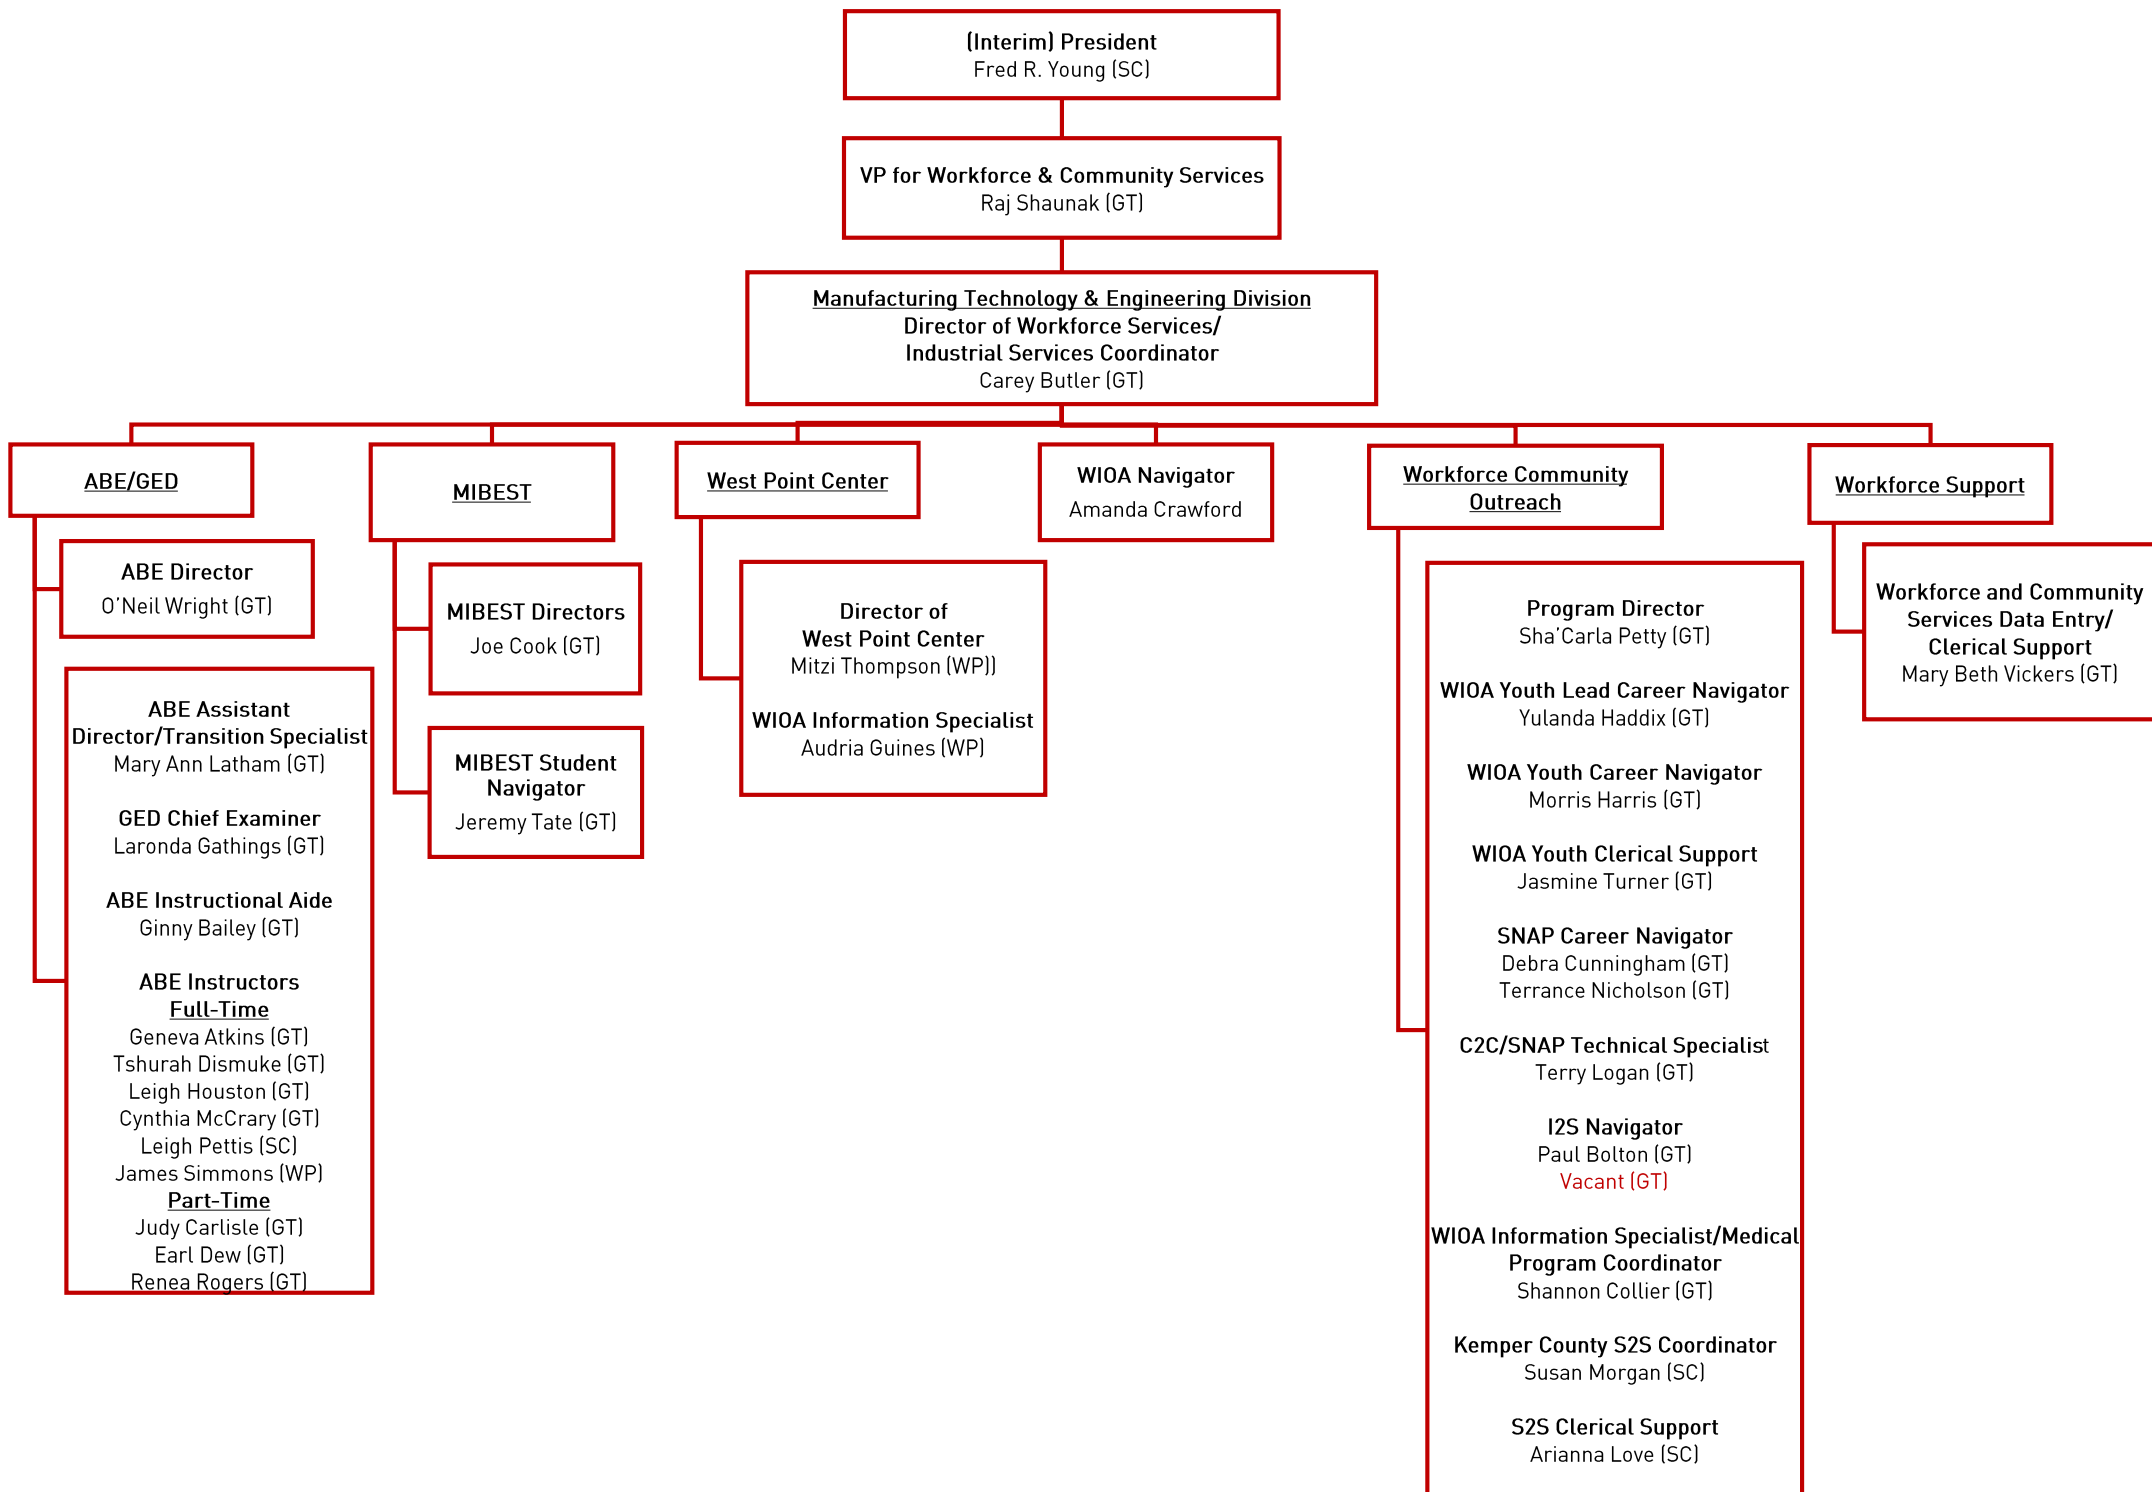 (Interim) President
Fred R. Young (SC)
VP for Workforce & Community Services
Raj Shaunak (GT)
Manufacturing Technology & Engineering Division
Director of Workforce Services/
Industrial Services Coordinator
Carey Butler (GT)
ABE/GED
ABE Director
O’Neil Wright (GT)
ABE Assistant
Director/Transition Specialist
Mary Ann Latham (GT)
GED Chief Examiner
Laronda Gathings (GT)
ABE Instructional Aide
Ginny Bailey (GT)
ABE Instructors
Full-Time
Geneva Atkins (GT)
Tshurah Dismuke (GT)
Leigh Houston (GT)
Cynthia McCrary (GT)
Leigh Pettis (SC)
James Simmons (WP)
Part-Time
Judy Carlisle (GT)
Earl Dew (GT)
Renea Rogers (GT)
MIBEST
MIBEST Directors
Joe Cook (GT)
MIBEST Student
Navigator
Jeremy Tate (GT)
West Point Center
Director of
West Point Center
Mitzi Thompson (WP))
WIOA Information Specialist
Audria Guines (WP)
WIOA Navigator
Amanda Crawford
Workforce Community
Outreach
Program Director
Sha’Carla Petty (GT)
WIOA Youth Lead Career Navigator
Yulanda Haddix (GT)
WIOA Youth Career Navigator
Morris Harris (GT)
WIOA Youth Clerical Support
Jasmine Turner (GT)
SNAP Career Navigator
Debra Cunningham (GT)
Terrance Nicholson (GT)
C2C/SNAP Technical Specialist
Terry Logan (GT)
I2S Navigator
Paul Bolton (GT)
Vacant (GT)
WIOA Information Specialist/Medical
Program Coordinator
Shannon Collier (GT)
Kemper County S2S Coordinator
Susan Morgan (SC)
S2S Clerical Support
Arianna Love (SC)
Workforce Support
Workforce and Community
Services Data Entry/
Clerical Support
Mary Beth Vickers (GT)